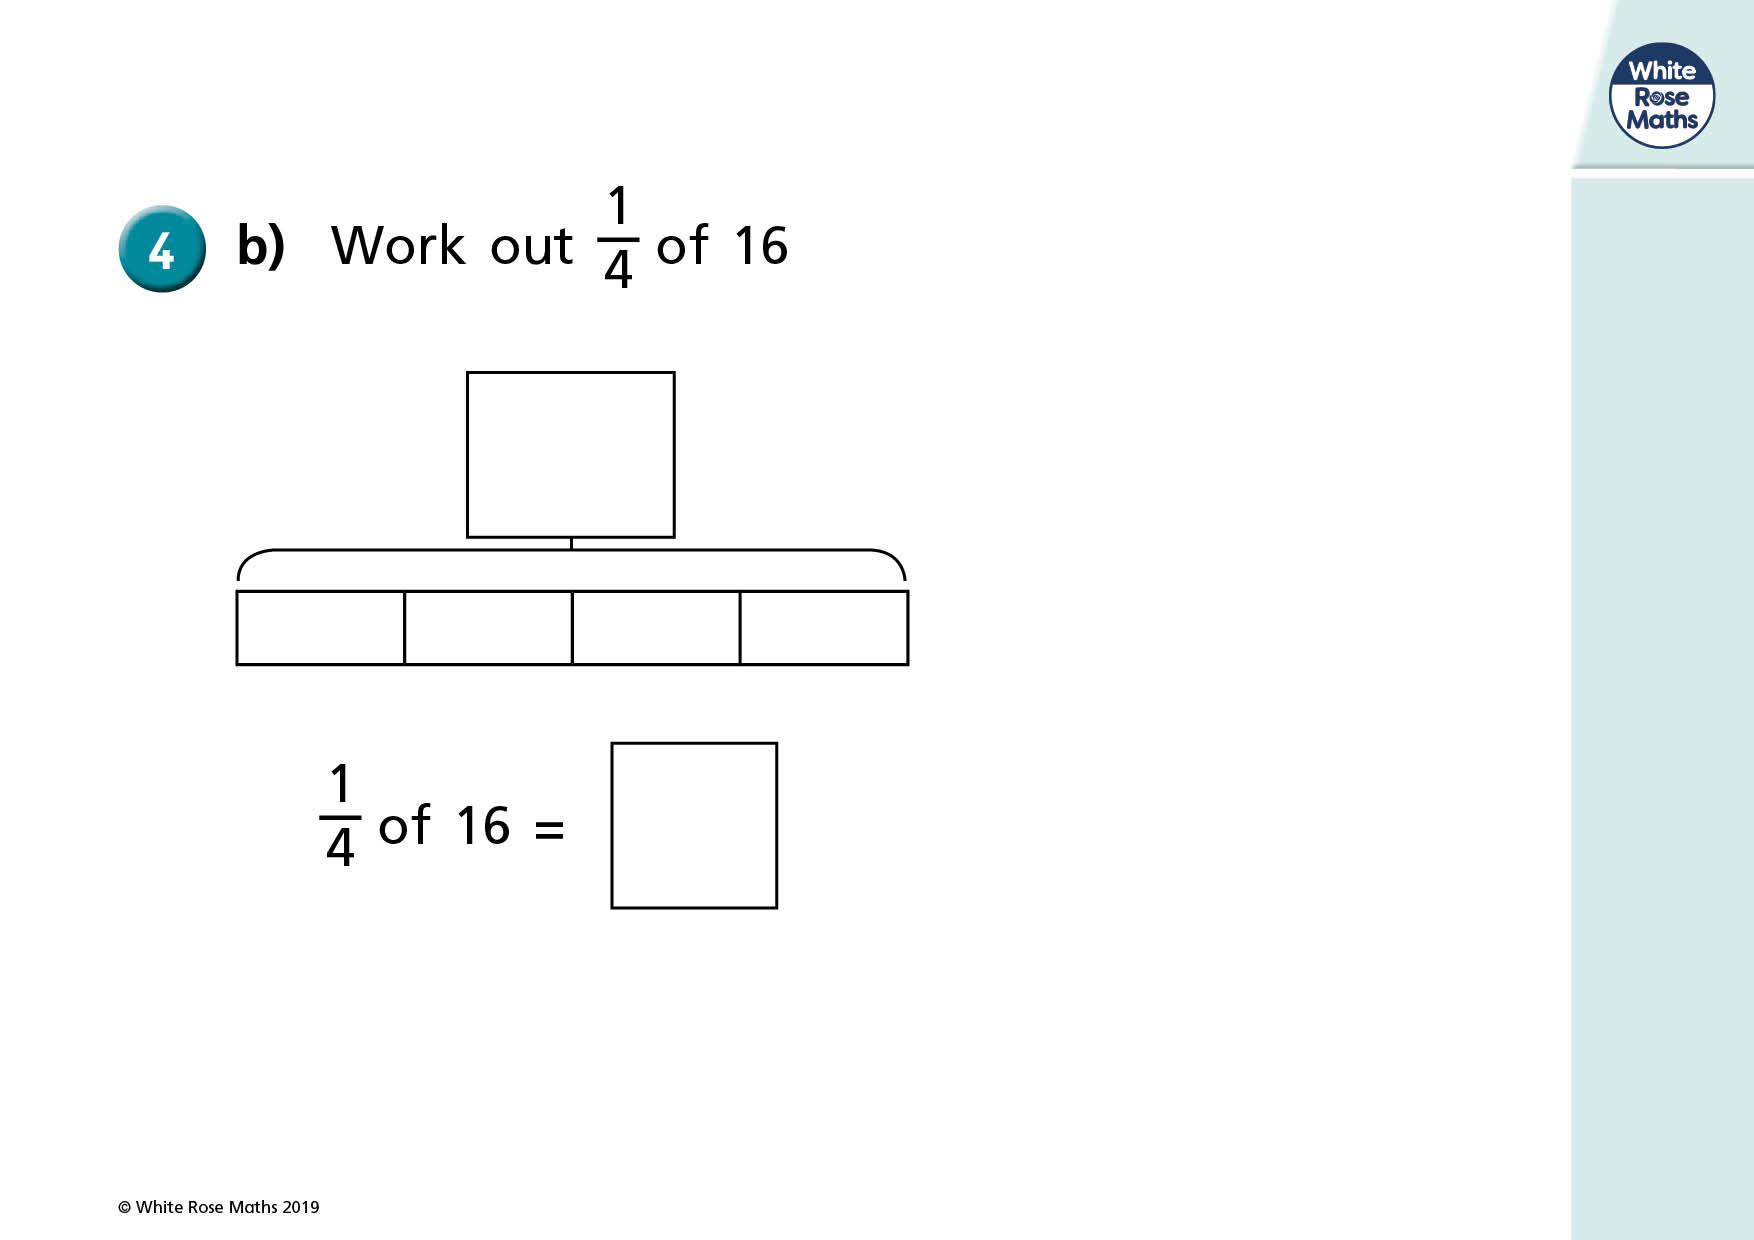 White
Rose
Maths
4 b) Work out 1/4 of 16
1/4 of 16 =
© White Rose Maths 2019